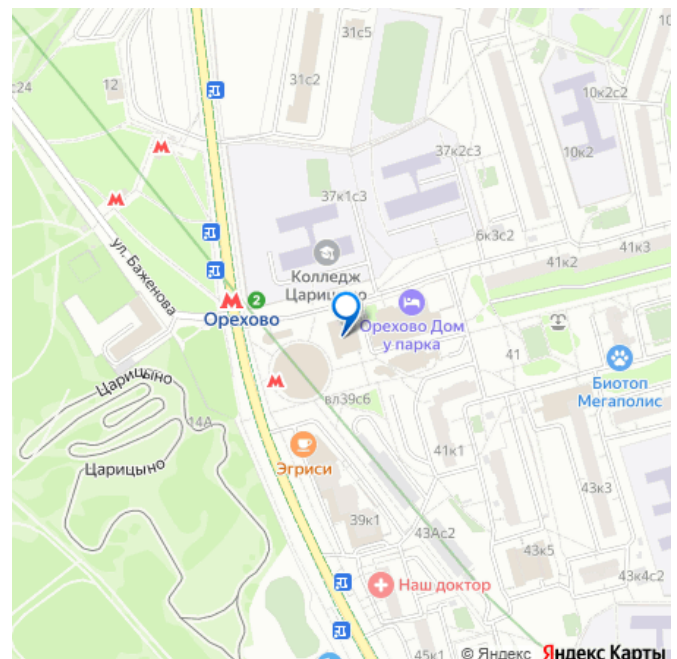 31с5
10
с24
12
31с2
10к2с2
37к2с3
10к2
37к1с3
6к3с2
41к3
41к2
ул. Баженова
Колледж
Царицыно
2
Орехово
Орехово Дом
у парка
41
Биотоп
Мегаполис
Царицыно
вл39с6
14А
Царицыно
Эгриси
41к1
43к3
39к1
43Ас2
43к5
Наш доктор
43к4с2
45к1
© Яндекс Яндекс Карты